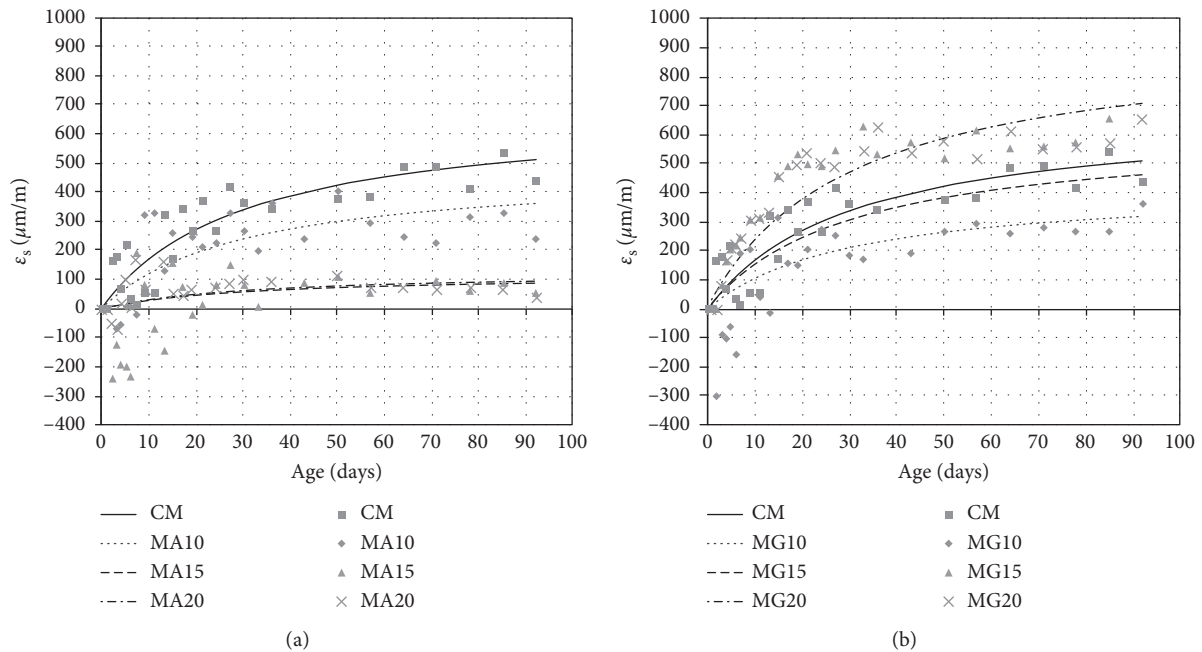 1000
900
800
700
600
500
400
300
200
100
0
−100
−200
−300
−400
εs (μm/m)
0 10 20 30 40 50 60 70 80 90 100
Age (days)
CM CM
MA10 MA10
MA15 MA15
MA20 MA20
(a)
1000
900
800
700
600
500
400
300
200
100
0
−100
−200
−300
−400
εs (μm/m)
0 10 20 30 40 50 60 70 80 90 100
Age (days)
CM CM
MG10 MG10
MG15 MG15
MG20 MG20
(b)